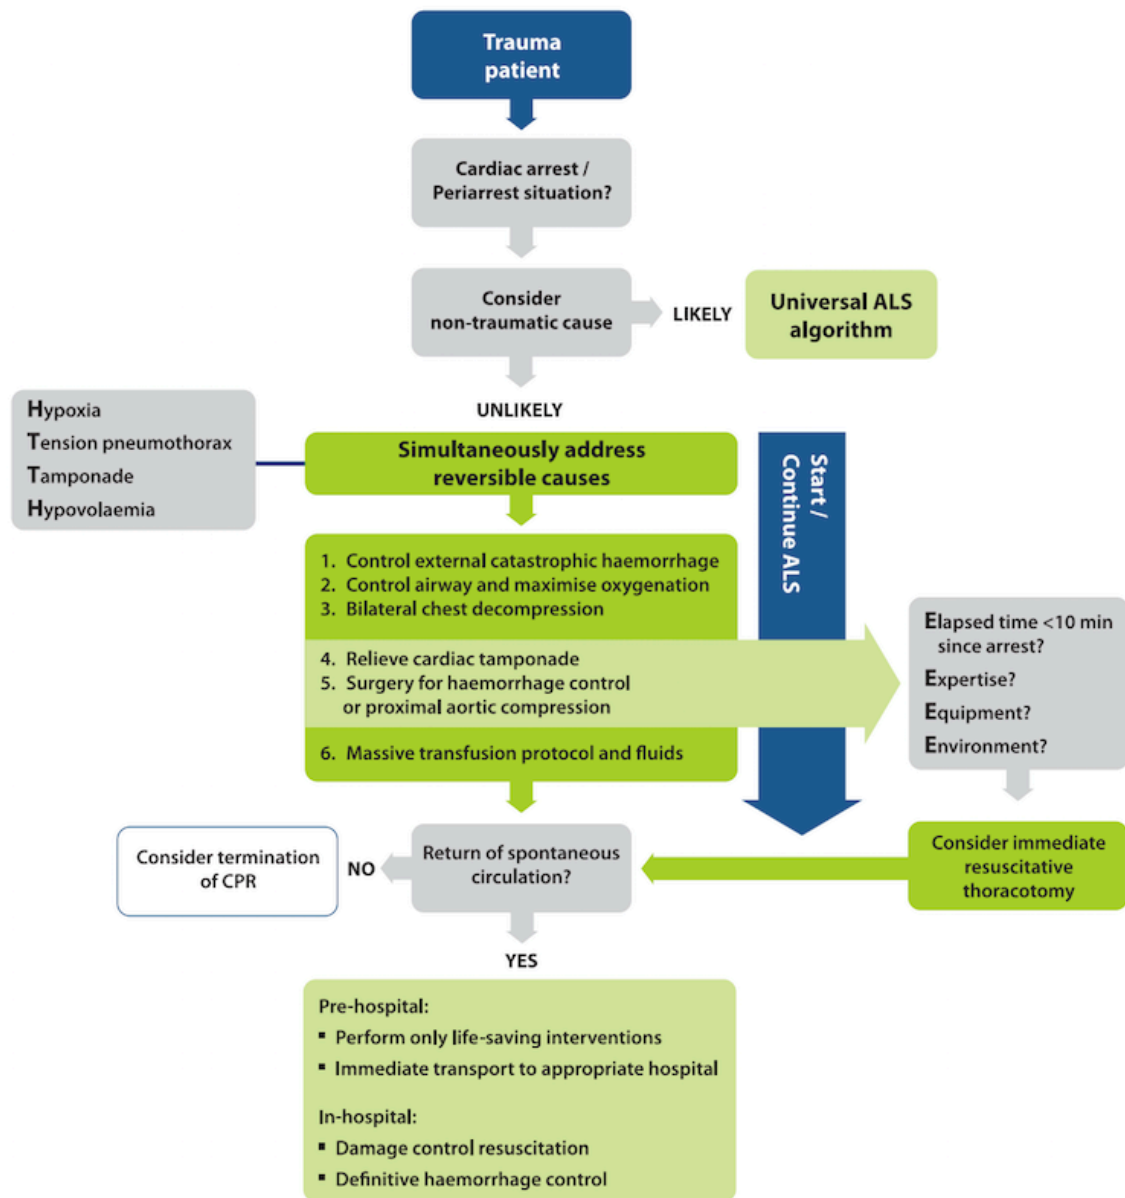 Trauma
patient
Cardiac arrest /
Periarrest situation?
Consider
non-traumatic cause
LIKELY
Universal ALS
algorithm
UNLIKELY
Hypoxia
Tension pneumothorax
Tamponade
Hypovolaemia
Simultaneously address
reversible causes
Start /
Continue ALS
1. Control external catastrophic haemorrhage
2. Control airway and maximise oxygenation
3. Bilateral chest decompression
4. Relieve cardiac tamponade
5. Surgery for haemorrhage control
or proximal aortic compression
6. Massive transfusion protocol and fluids
Elapsed time <10 min
since arrest?
Expertise?
Equipment?
Environment?
Consider immediate
resuscitative
thoracotomy
Return of spontaneous
circulation?
NO
Consider termination
of CPR
YES
Pre-hospital:
▪ Perform only life-saving interventions
▪ Immediate transport to appropriate hospital
In-hospital:
▪ Damage control resuscitation
▪ Definitive haemorrhage control